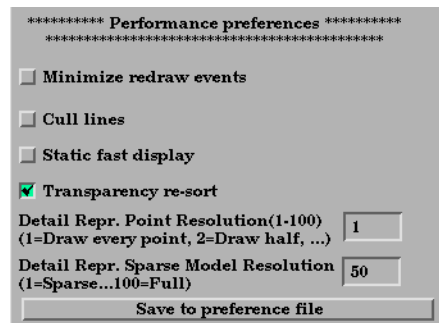 ********** Performance preferences **********
********************************************
Minimize redraw events
Cull lines
Static fast display
Transparency re-sort
Detail Repr. Point Resolution(1-100)
(1=Draw every point, 2=Draw half, ...)
1
Detail Repr. Sparse Model Resolution
(1=Sparse...100=Full)
50
Save to preference file